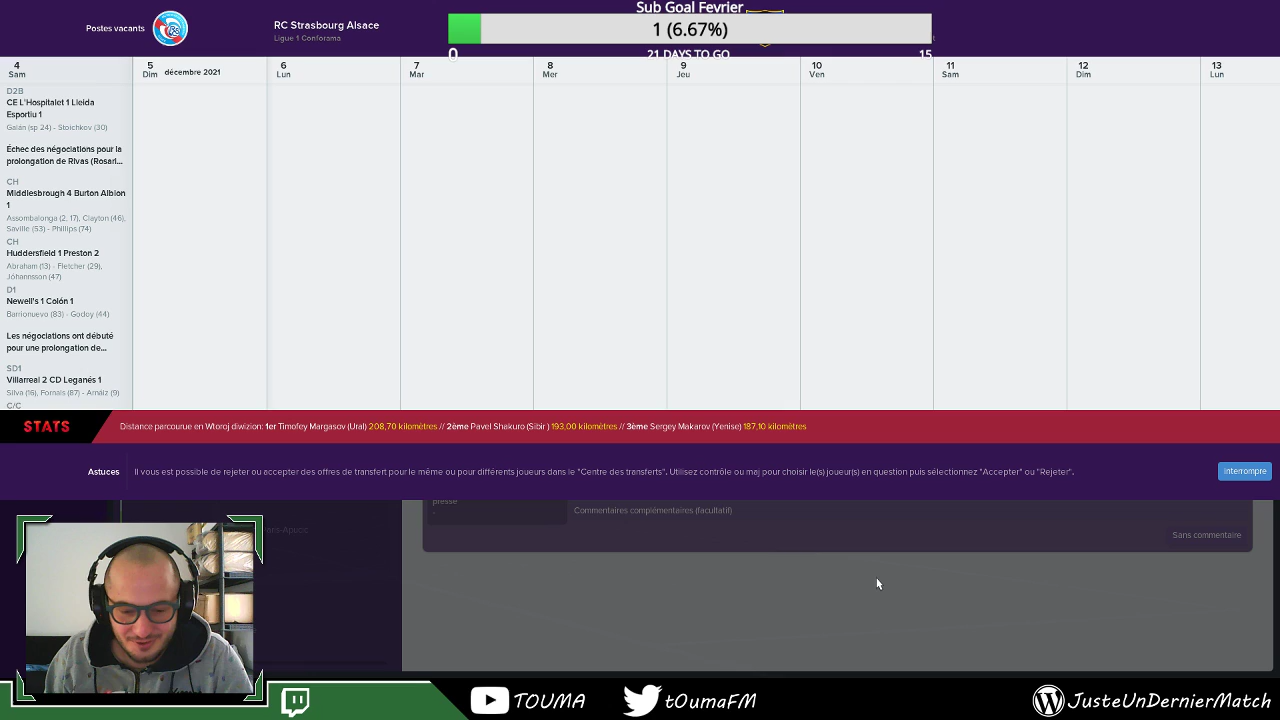 Sub Goal Fevrier
Postes vacants
RC Strasbourg Alsace
Ligue 1 Conforama
1 (6.67%)
0
21 DAYS TO GO
15
4
Sam
5
Dim
décembre 2021
6
Lun
7
Mar
8
Mer
9
Jeu
10
Ven
11
Sam
12
Dim
13
Lun
D2B
CE L'Hospitalet 1 Lleida
Esportiu 1
Galán (sp 24) - Stoichkov (30)
Échec des négociations pour la
prolongation de Rivas (Rosari...
CH
Middlesbrough 4 Burton Albion
1
Assombalonga (2, 17), Clayton (46),
Saville (53) - Phillips (74)
CH
Huddersfield 1 Preston 2
Abraham (13) - Fletcher (29),
Jóhannsson (47)
D1
Newell's 1 Colón 1
Barrionuevo (83) - Godoy (44)
Les négociations ont débuté
pour une prolongation de...
SD1
Villarreal 2 CD Leganés 1
Silva (16), Fornals (87) - Arnáiz (9)
C/C
STATS
Distance parcourue en Wtoroj diwizion: 1er Timofey Margasov (Ural) 208,70 kilomètres // 2ème Pavel Shakuro (Sibir ) 193,00 kilomètres // 3ème Sergey Makarov (Yenise) 187,10 kilomètres
Astuces
Il vous est possible de rejeter ou accepter des offres de transfert pour le même ou pour différents joueurs dans le "Centre des transferts". Utilisez contrôle ou maj pour choisir le(s) joueur(s) en question puis sélectionnez "Accepter" ou "Rejeter".
Interrompre
presse
Commentaires complémentaires (facultatif)
Sans commentaire
TOUMA
tOumaFM
JusteUnDernierMatch